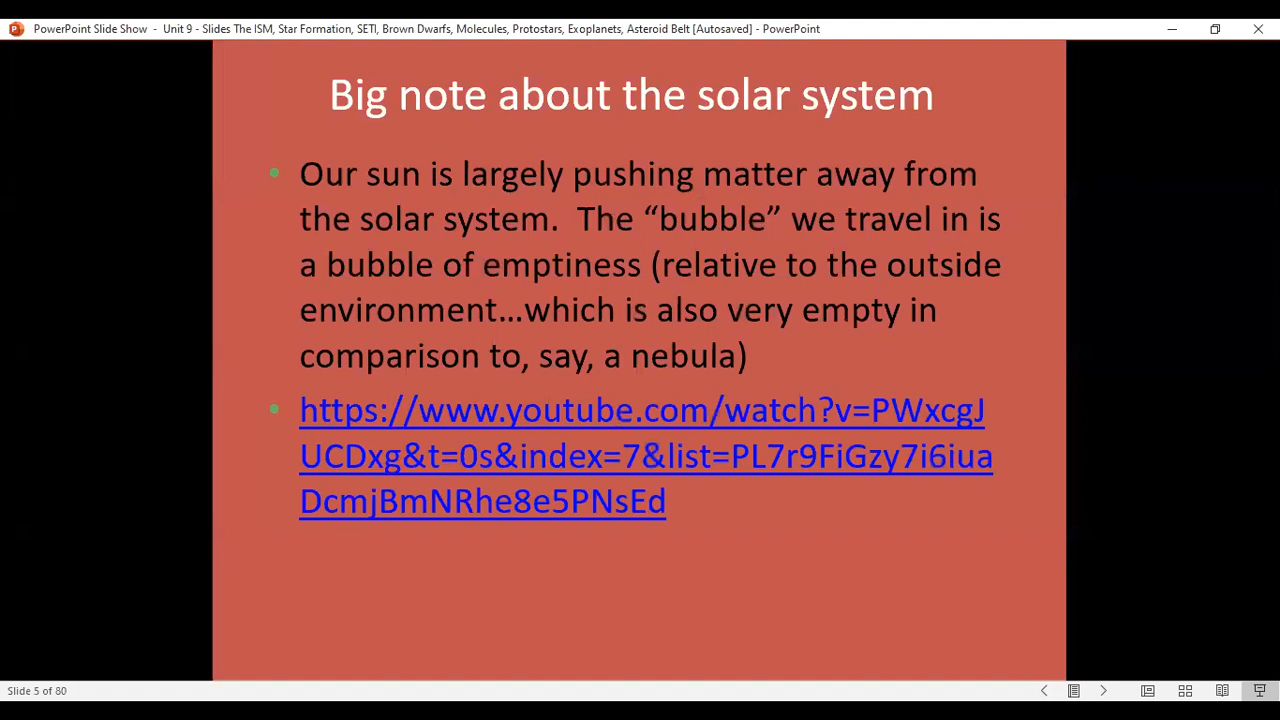 PowerPoint Slide Show - Unit 9 - Slides The ISM, Star Formation, SETI, Brown Dwarfs, Molecules, Protostars, Exoplanets, Asteroid Belt [Autosaved] - PowerPoint
Big note about the solar system
• Our sun is largely pushing matter away from
the solar system.  The “bubble” we travel in is
a bubble of emptiness (relative to the outside
environment…which is also very empty in
comparison to, say, a nebula)
• https://www.youtube.com/watch?v=PWxcgJ
UCDxg&t=0s&index=7&list=PL7r9FiGzy7i6iua
DcmjBmNRhe8e5PNsEd
Slide 5 of 80